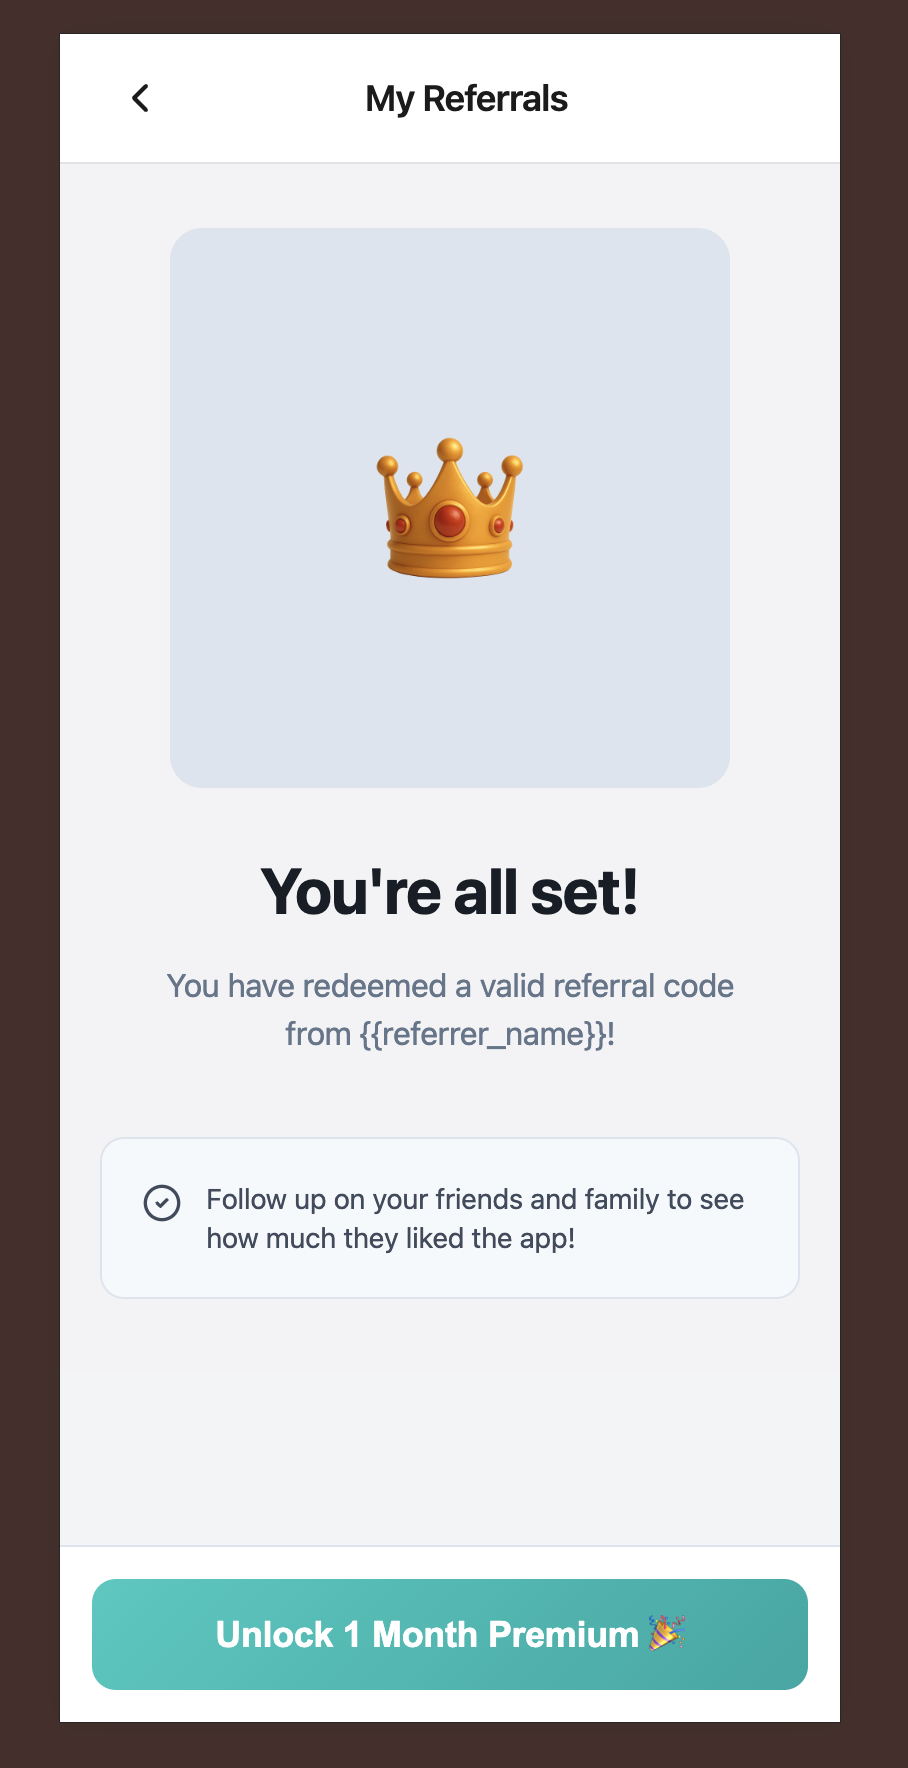 My Referrals
You're all set!
You have redeemed a valid referral code
from {{referrer_name}}!
Follow up on your friends and family to see
how much they liked the app!
Unlock 1 Month Premium 🎉